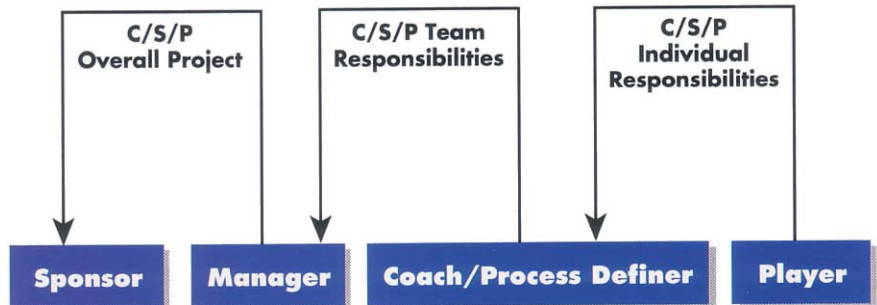 C/S/P
Overall Project
C/S/P Team
Responsibilities
C/S/P
Individual
Responsibilities
Sponsor
Manager
Coach/Process Definer
Player